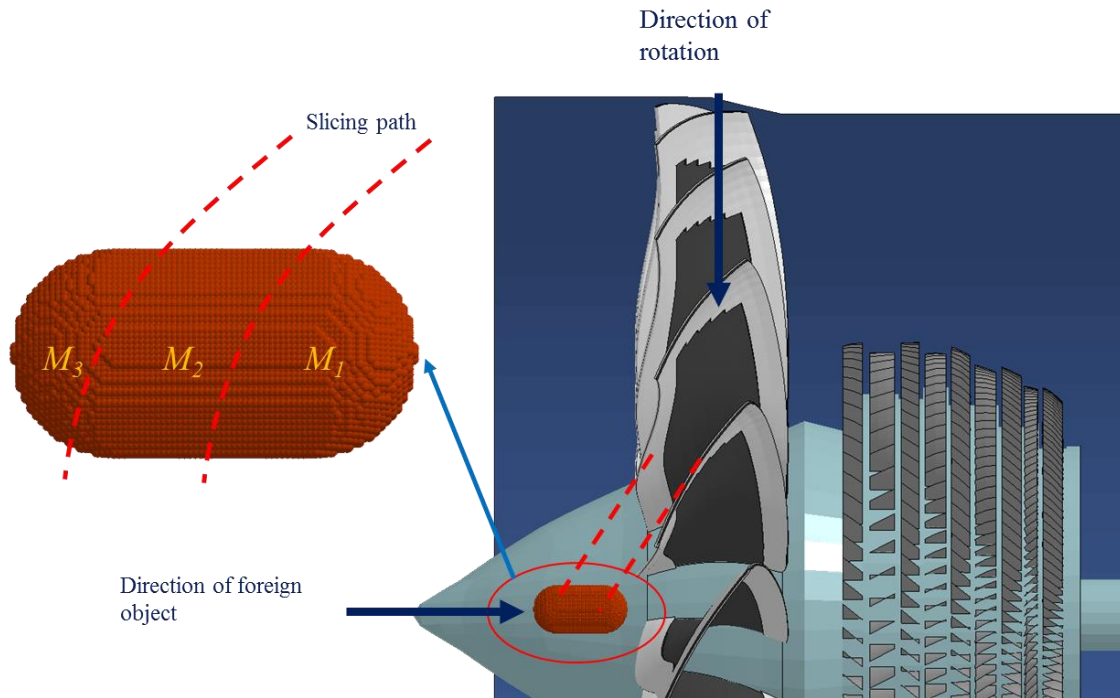 Direction of
rotation
Slicing path
M3 M2 M1
Direction of foreign
object